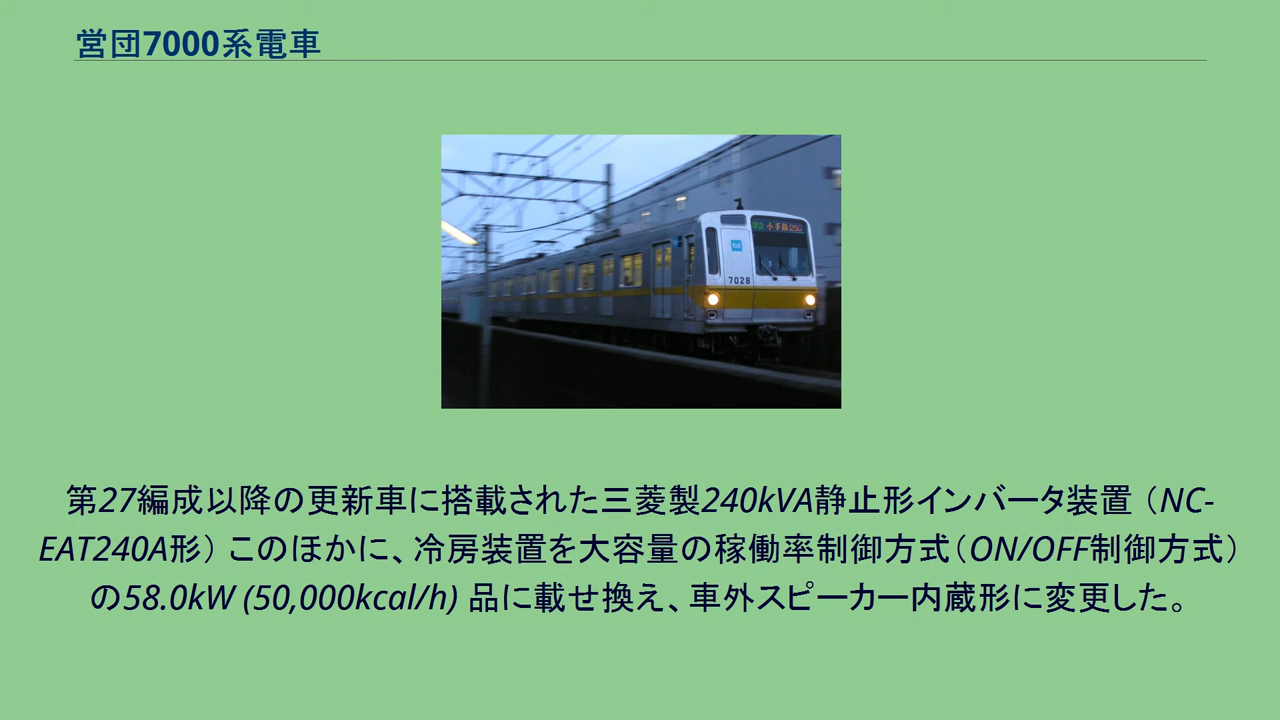 営団7000系電車
準急 小手指
7028
第27編成以降の更新車に搭載された三菱製240kVA静止形インバータ装置（NC-
EAT240A形） このほかに、冷房装置を大容量の稼働率制御方式（ON/OFF制御方式）
の58.0kW (50,000kcal/h) 品に載せ換え、車外スピーカー内蔵形に変更した。